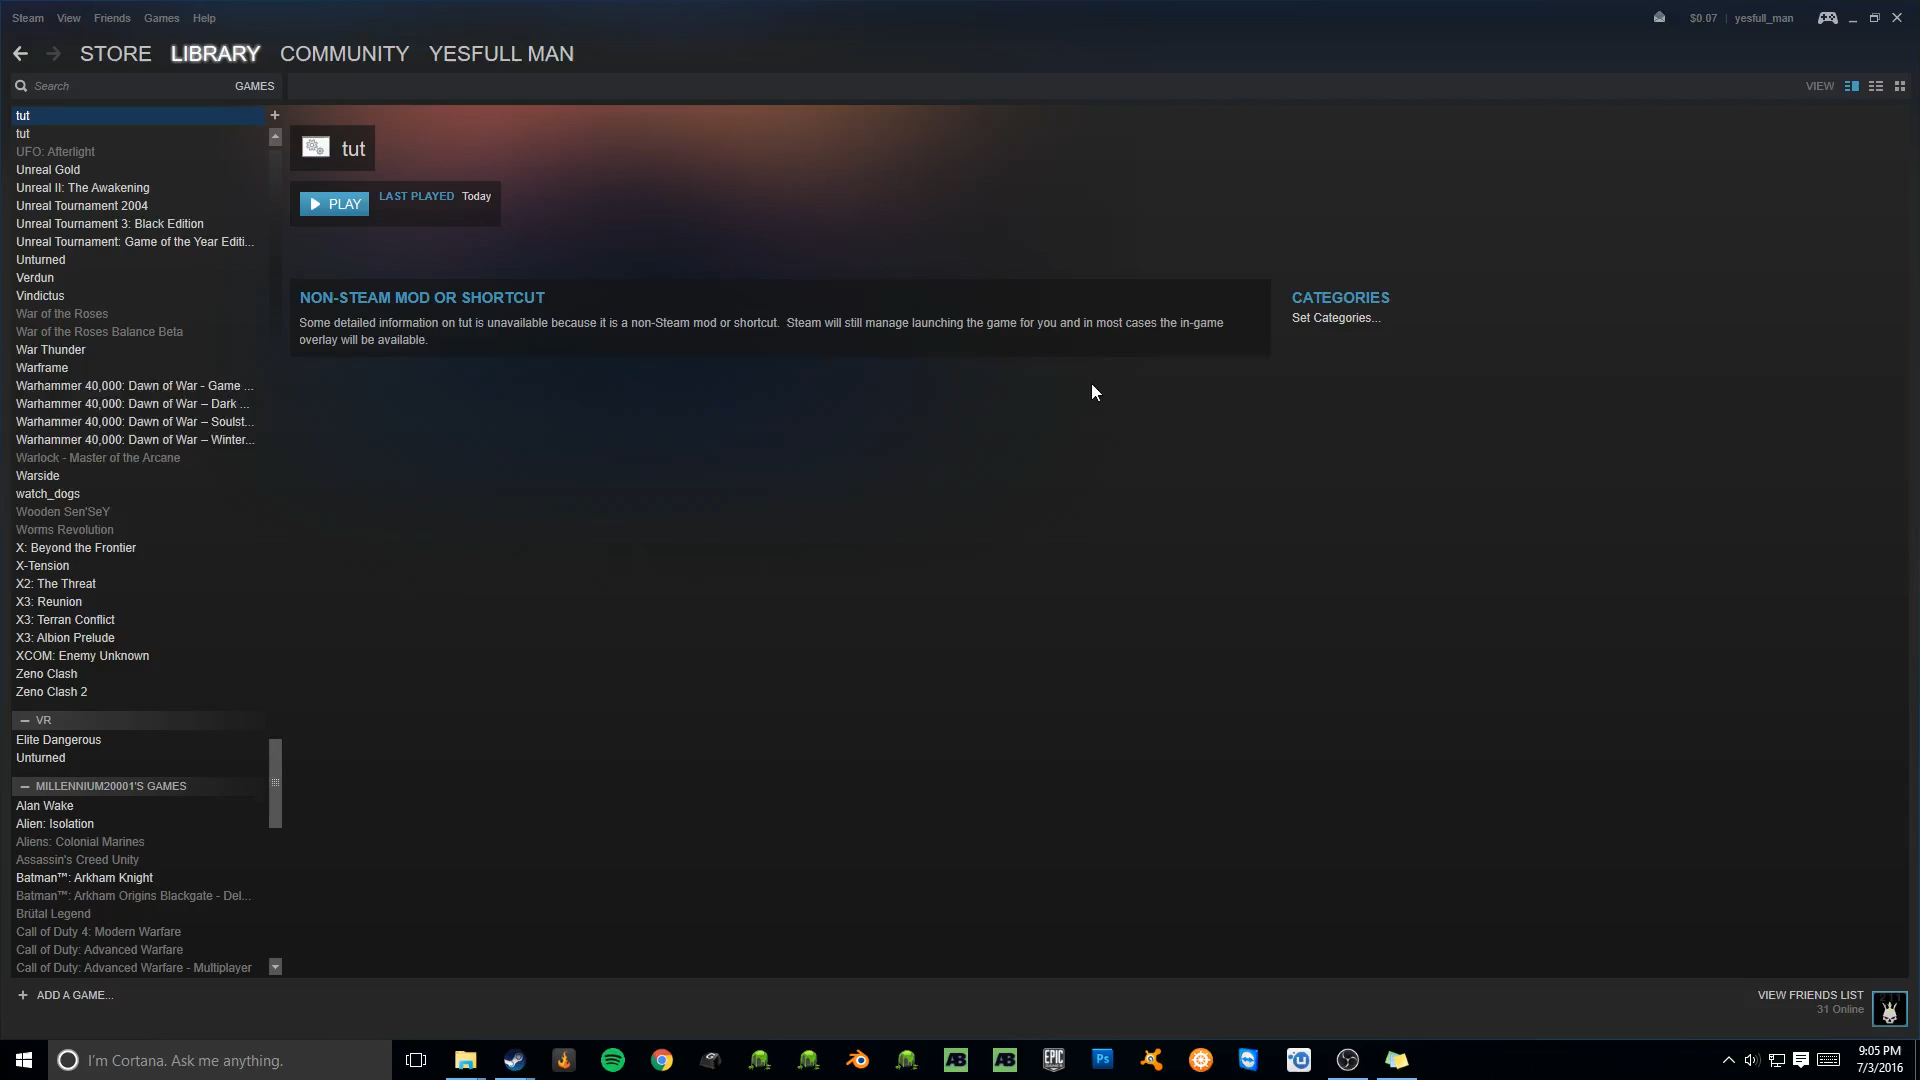 Steam View Friends Games Help
$0.07 yesfull_man
STORE LIBRARY COMMUNITY YESFULL MAN
Search GAMES
VIEW
tut
tut
UFO: Afterlight
Unreal Gold
Unreal II: The Awakening
Unreal Tournament 2004
Unreal Tournament 3: Black Edition
Unreal Tournament: Game of the Year Editi...
Unturned
Verdun
Vindictus
War of the Roses
War of the Roses Balance Beta
War Thunder
Warframe
Warhammer 40,000: Dawn of War - Game ...
Warhammer 40,000: Dawn of War – Dark ...
Warhammer 40,000: Dawn of War – Soulst...
Warhammer 40,000: Dawn of War – Winter...
Warlock - Master of the Arcane
Warside
watch_dogs
Wooden Sen'SeY
Worms Revolution
X: Beyond the Frontier
X-Tension
X2: The Threat
X3: Reunion
X3: Terran Conflict
X3: Albion Prelude
XCOM: Enemy Unknown
Zeno Clash
Zeno Clash 2
VR
Elite Dangerous
Unturned
MILLENNIUM20001'S GAMES
Alan Wake
Alien: Isolation
Aliens: Colonial Marines
Assassin's Creed Unity
Batman™: Arkham Knight
Batman™: Arkham Origins Blackgate - Del...
Brütal Legend
Call of Duty 4: Modern Warfare
Call of Duty: Advanced Warfare
Call of Duty: Advanced Warfare - Multiplayer
tut
PLAY LAST PLAYED Today
NON-STEAM MOD OR SHORTCUT
Some detailed information on tut is unavailable because it is a non-Steam mod or shortcut. Steam will still manage launching the game for you and in most cases the in-game
overlay will be available.
CATEGORIES
Set Categories...
+ ADD A GAME...
VIEW FRIENDS LIST
31 Online
I'm Cortana. Ask me anything.
AB
AB
EPIC GAMES
Ps
9:05 PM
7/3/2016